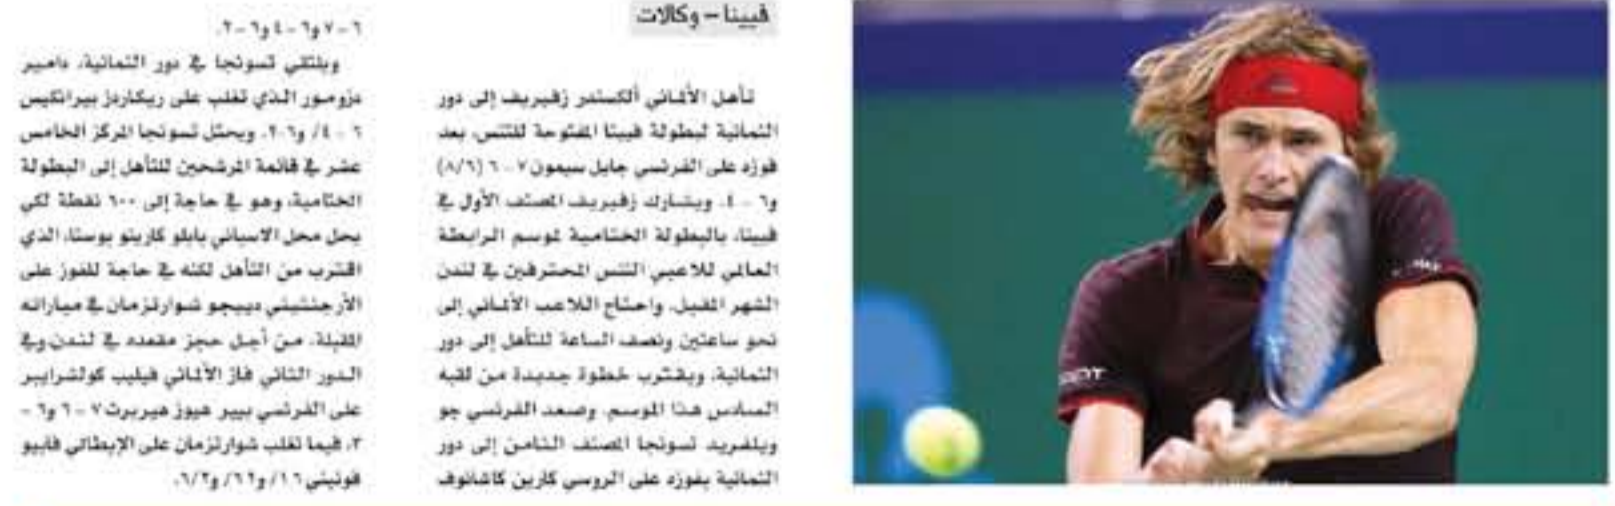 فيينا – وكالات
تأهل الألماني ألكسندر زفيريف إلى دور
الثمانية لبطولة فيينا المفتوحة للتنس، بعد
فوزه على الفرنسي جايل سيمون ٧ - ٦ (٨/٦)
و٦ - ٤. ويشارك زفيريف المصنف الأول في
فيينا، بالبطولة الختامية لموسم الرابطة
العالمي للاعبي التنس المحترفين في لندن
الشهر المقبل. واحتاج اللاعب الألماني إلى
نحو ساعتين ونصف الساعة للتأهل إلى دور
الثمانية، ويقترب خطوة جديدة من لقبه
السادس هذا الموسم. وصعد الفرنسي جو
ويلفريد تسونجا المصنف الثامن إلى دور
الثمانية بفوزه على الروسي كارين كاشانوف
٦ - ٧ و٦ - ٤ و٦ - ٢.
ويلتقي تسونجا في دور الثمانية، دامير
دزومور الذي تغلب على ريكاردز بيرانكيس
٦ - ٤/ و٦-٢. ويحتل تسونجا المركز الخامس
عشر في قائمة المرشحين للتأهل إلى البطولة
الختامية، وهو في حاجة إلى ٦٠٠ نقطة لكي
يحل محل الاسباني بابلو كارينو بوستا، الذي
اقترب من التأهل لكنه في حاجة للفوز على
الأرجنتيني دييجو شوارتزمان في مباراته
المقبلة، من أجل حجز مقعده في لندن.وفي
الدور الثاني فاز الألماني فيليب كولشرايبر
على الفرنسي بيير هيوز هيربرت ٧ - ٦ و٦ -
٣، فيما تغلب شوارتزمان على الإيطالي فابيو
فونيني